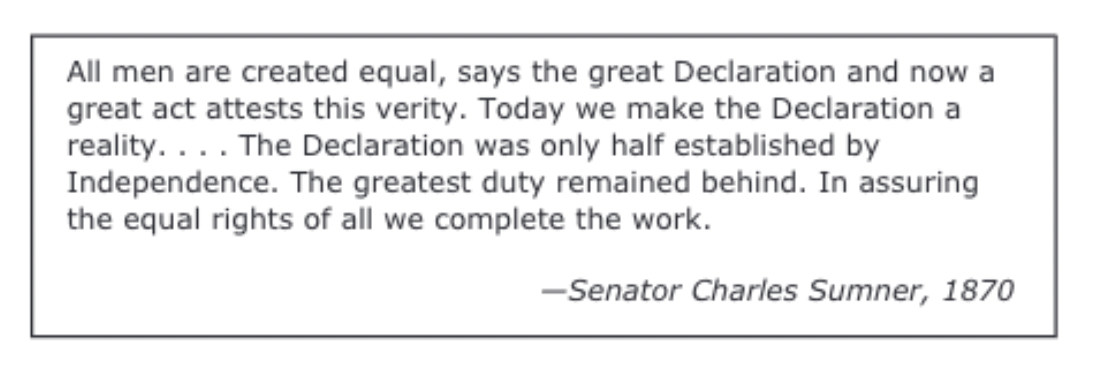 All men are created equal, says the great Declaration and now a
great act attests this verity. Today we make the Declaration a
reality. . . . The Declaration was only half established by
Independence. The greatest duty remained behind. In assuring
the equal rights of all we complete the work.
—Senator Charles Sumner, 1870